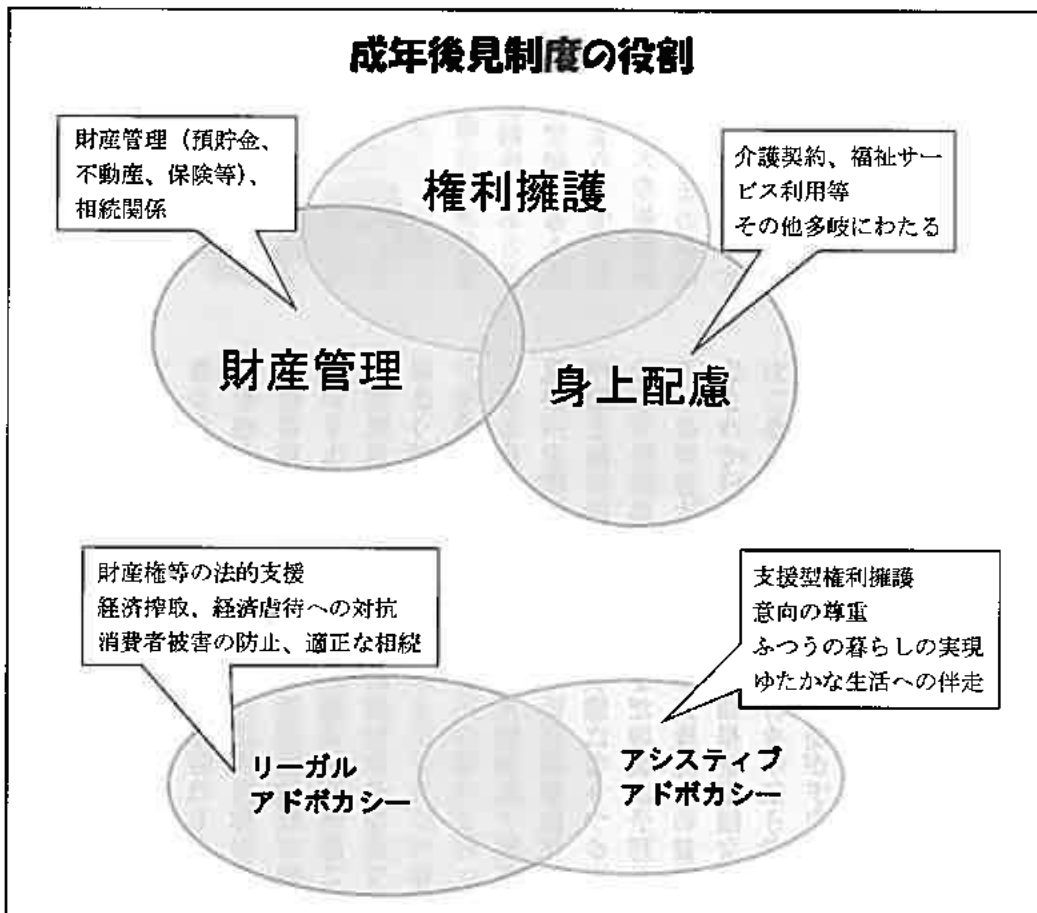 成年後見制度の役割
財産管理（預貯金、
不動産、保険等）、
相続関係
介護契約、福祉サー
ビス利用等
その他多岐にわたる
権利擁護
財産管理
身上配慮
財産権等の法的支援
経済搾取、経済虐待への対抗
消費者被害の防止、適正な相続
支援型権利擁護
意向の尊重
ふつうの暮らしの実現
ゆたかな生活への伴走
リーガル
アドボカシー
アシスティブ
アドボカシー